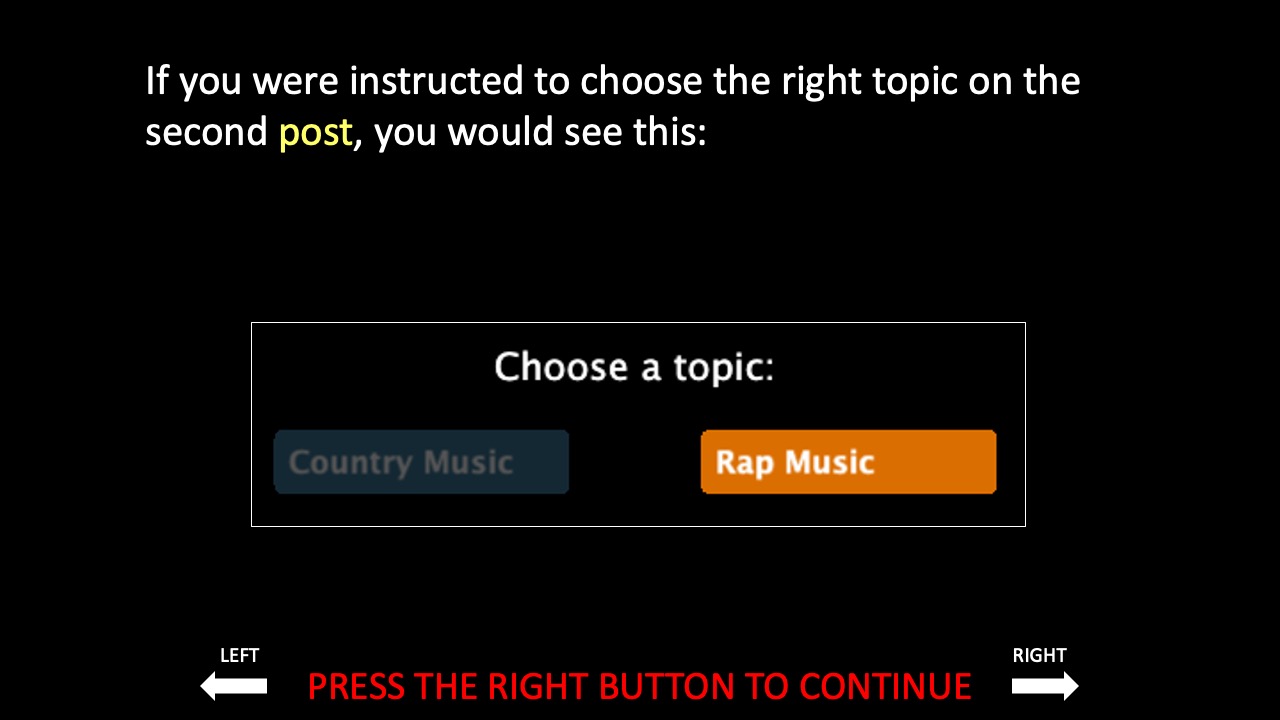 If you were instructed to choose the right topic on the
second post, you would see this:
Choose a topic:
Country Music
Rap Music
LEFT
RIGHT
PRESS THE RIGHT BUTTON TO CONTINUE